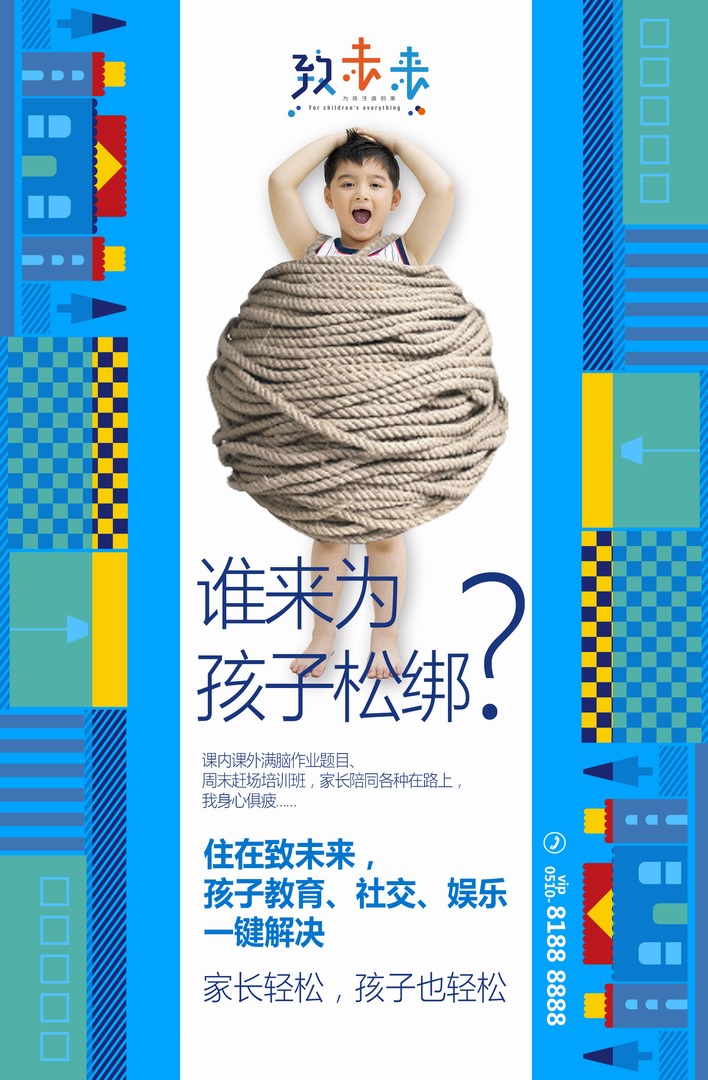 致未来
为孩子造的家
For children's everything
谁来为
孩子松绑?
课内课外满脑作业题目、
周末赶场培训班，家长陪同各种在路上，
我身心俱疲……
住在致未来，
孩子教育、社交、娱乐
一键解决
家长轻松，孩子也轻松
vip
0510- 8188 8888